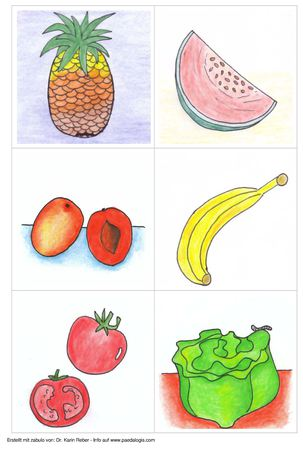 Erstellt mit zabulo von: Dr. Karin Reber - Info auf www.paedalogis.com